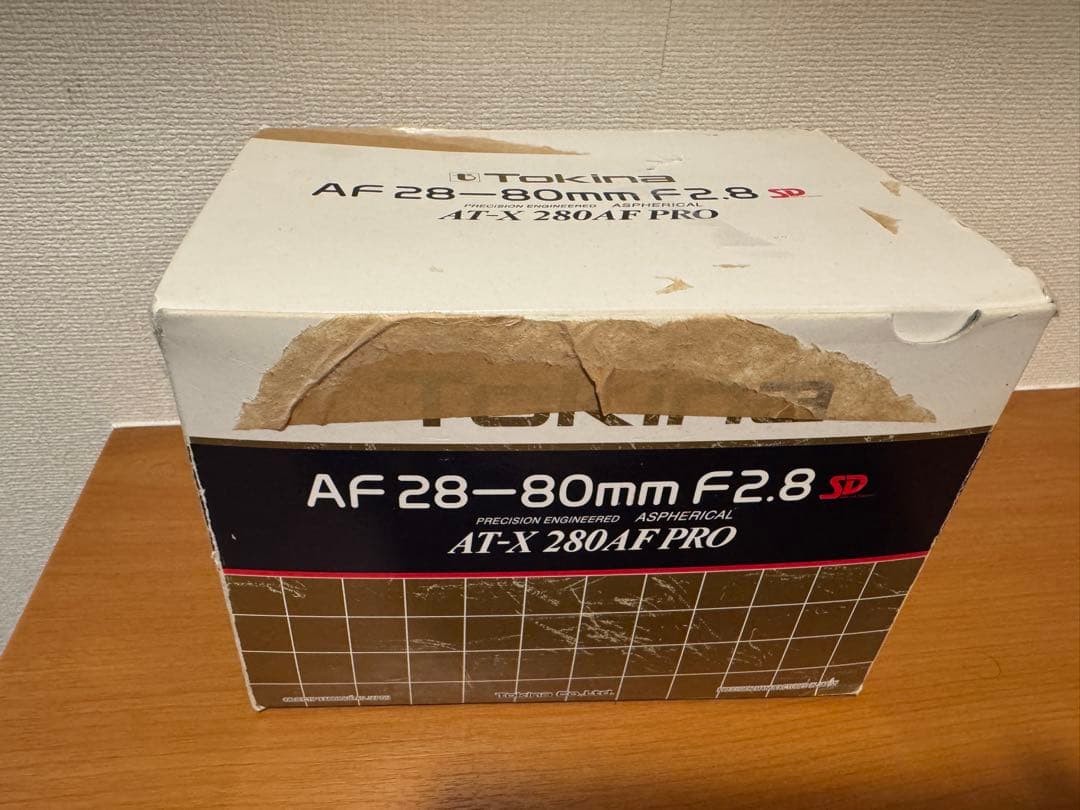 Tokina
AF 28-80mm F2.8 SD
PRECISION ENGINEERED ASPHERICAL
AT-X 280AF PRO
TOKINA
AF 28-80mm F2.8 SD
PRECISION ENGINEERED ASPHERICAL
AT-X 280AF PRO
Tokina Co.,Ltd.